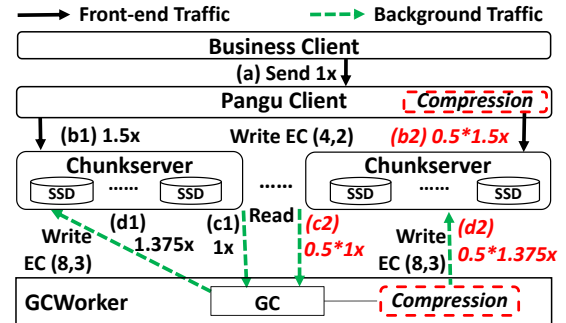 Front-end Traffic Background Traffic
Business Client
(a) Send 1x
Pangu Client Compression
(b1) 1.5x Write EC (4,2) (b2) 0.5*1.5x
Chunkserver Chunkserver
SSD ...... SSD ...... SSD ...... SSD
(d1) (c1) Read (c2) (d2)
Write 1.375x 1x 0.5*1x Write 0.5*1.375x
EC (8,3) EC (8,3)
GCWorker GC Compression